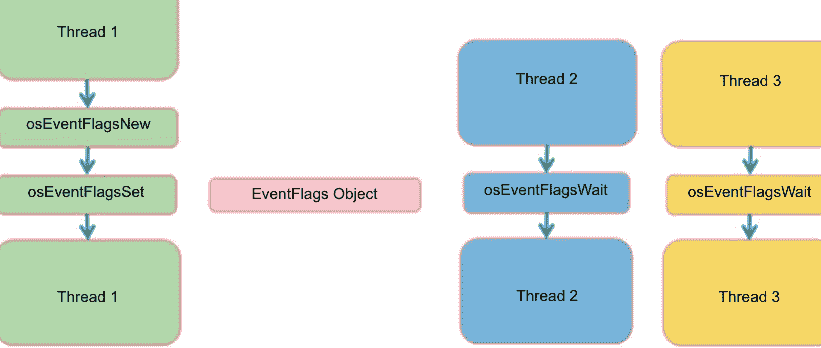 Thread 1
osEventFlagsNew
osEventFlagsSet
Thread 1
EventFlags Object
Thread 2
osEventFlagsWait
Thread 2
Thread 3
osEventFlagsWait
Thread 3